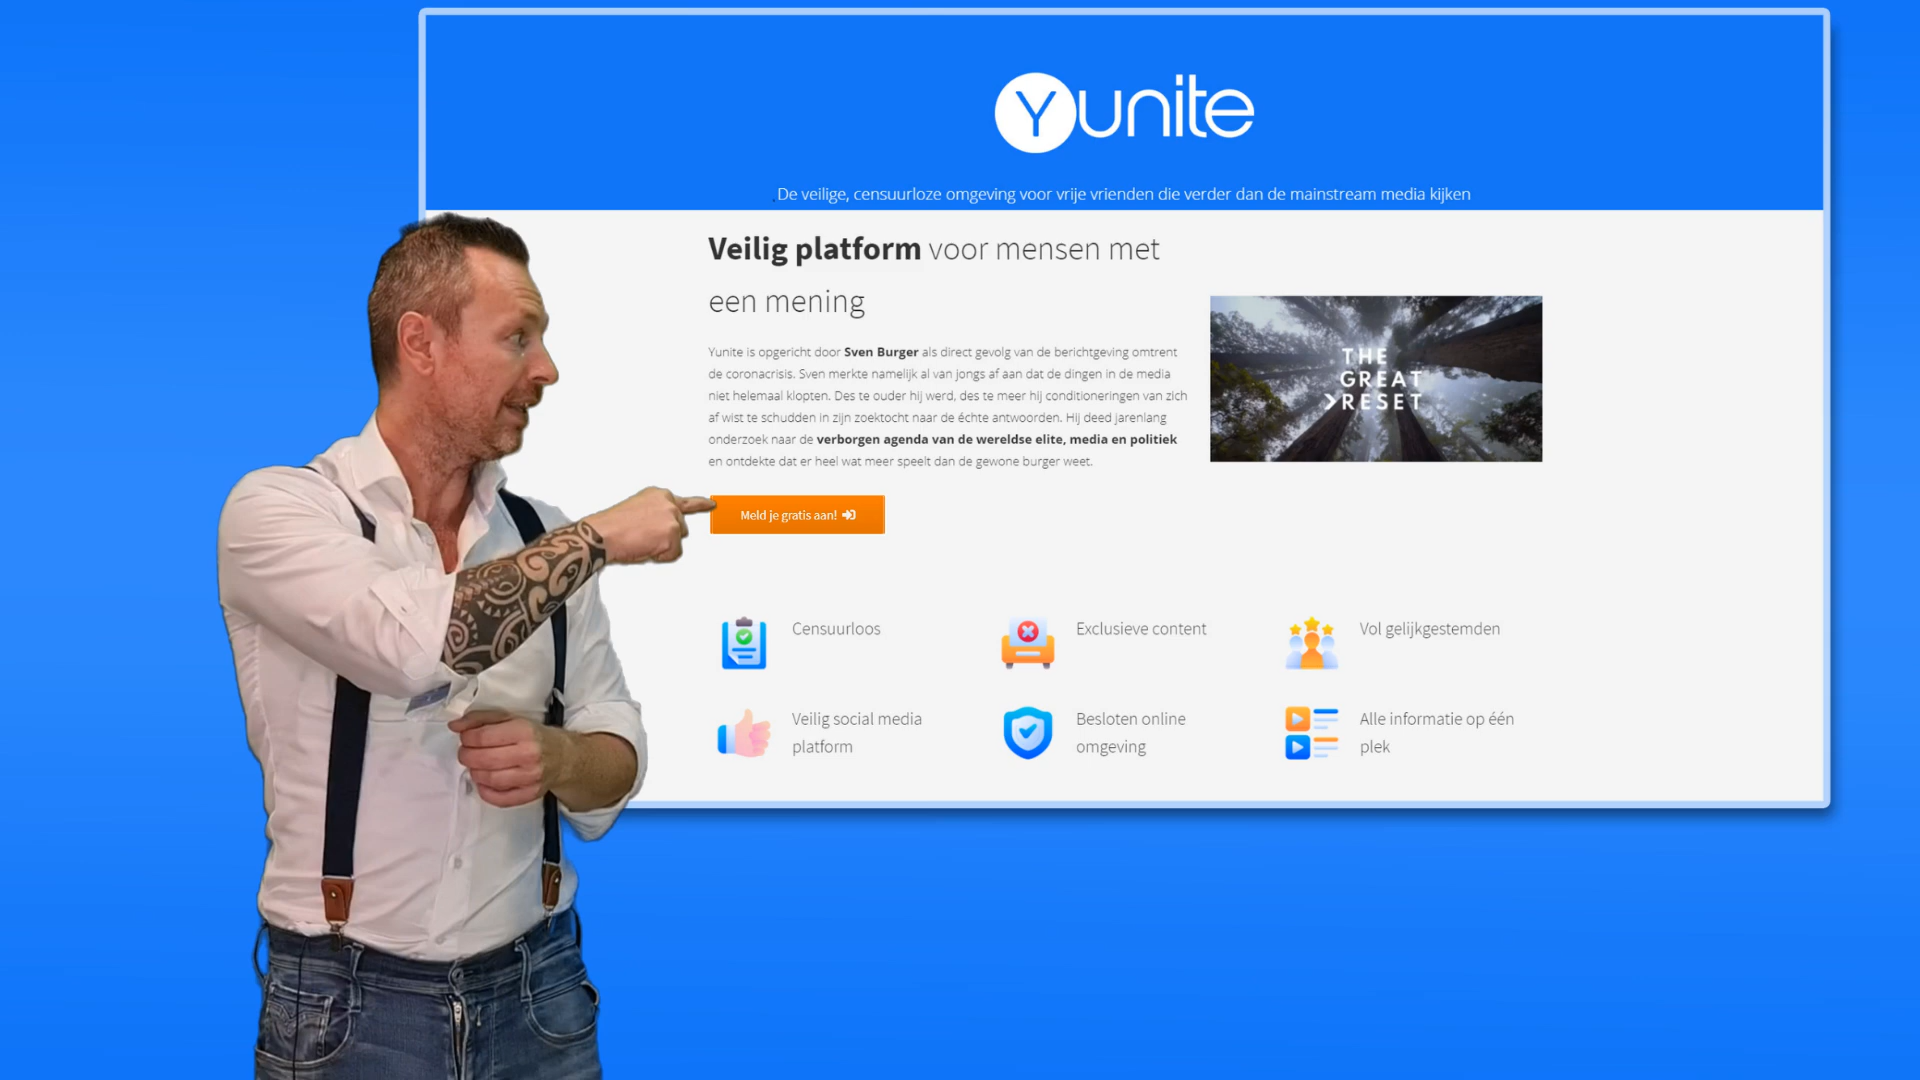 Yunite
De veilige, censuurloze omgeving voor vrije vrienden die verder dan de mainstream media kijken
Veilig platform voor mensen met
een mening
Yunite is opgericht door Sven Burger als direct gevolg van de berichtgeving omtrent
de coronacrisis. Sven merkte namelijk al van jongs af aan dat de dingen in de media
niet helemaal klopten. Des te ouder hij werd, des te meer hij conditioneringen van zich
af wist te schudden in zijn zoektocht naar de échte antwoorden. Hij deed jarenlang
onderzoek naar de verborgen agenda van de wereldse elite, media en politiek
en ontdekte dat er heel wat meer speelt dan de gewone burger weet.
THE
GREAT
>RESET
Meld je gratis aan!
Censuurloos
Exclusieve content
Vol gelijkgestemden
Veilig social media
platform
Besloten online
omgeving
Alle informatie op één
plek